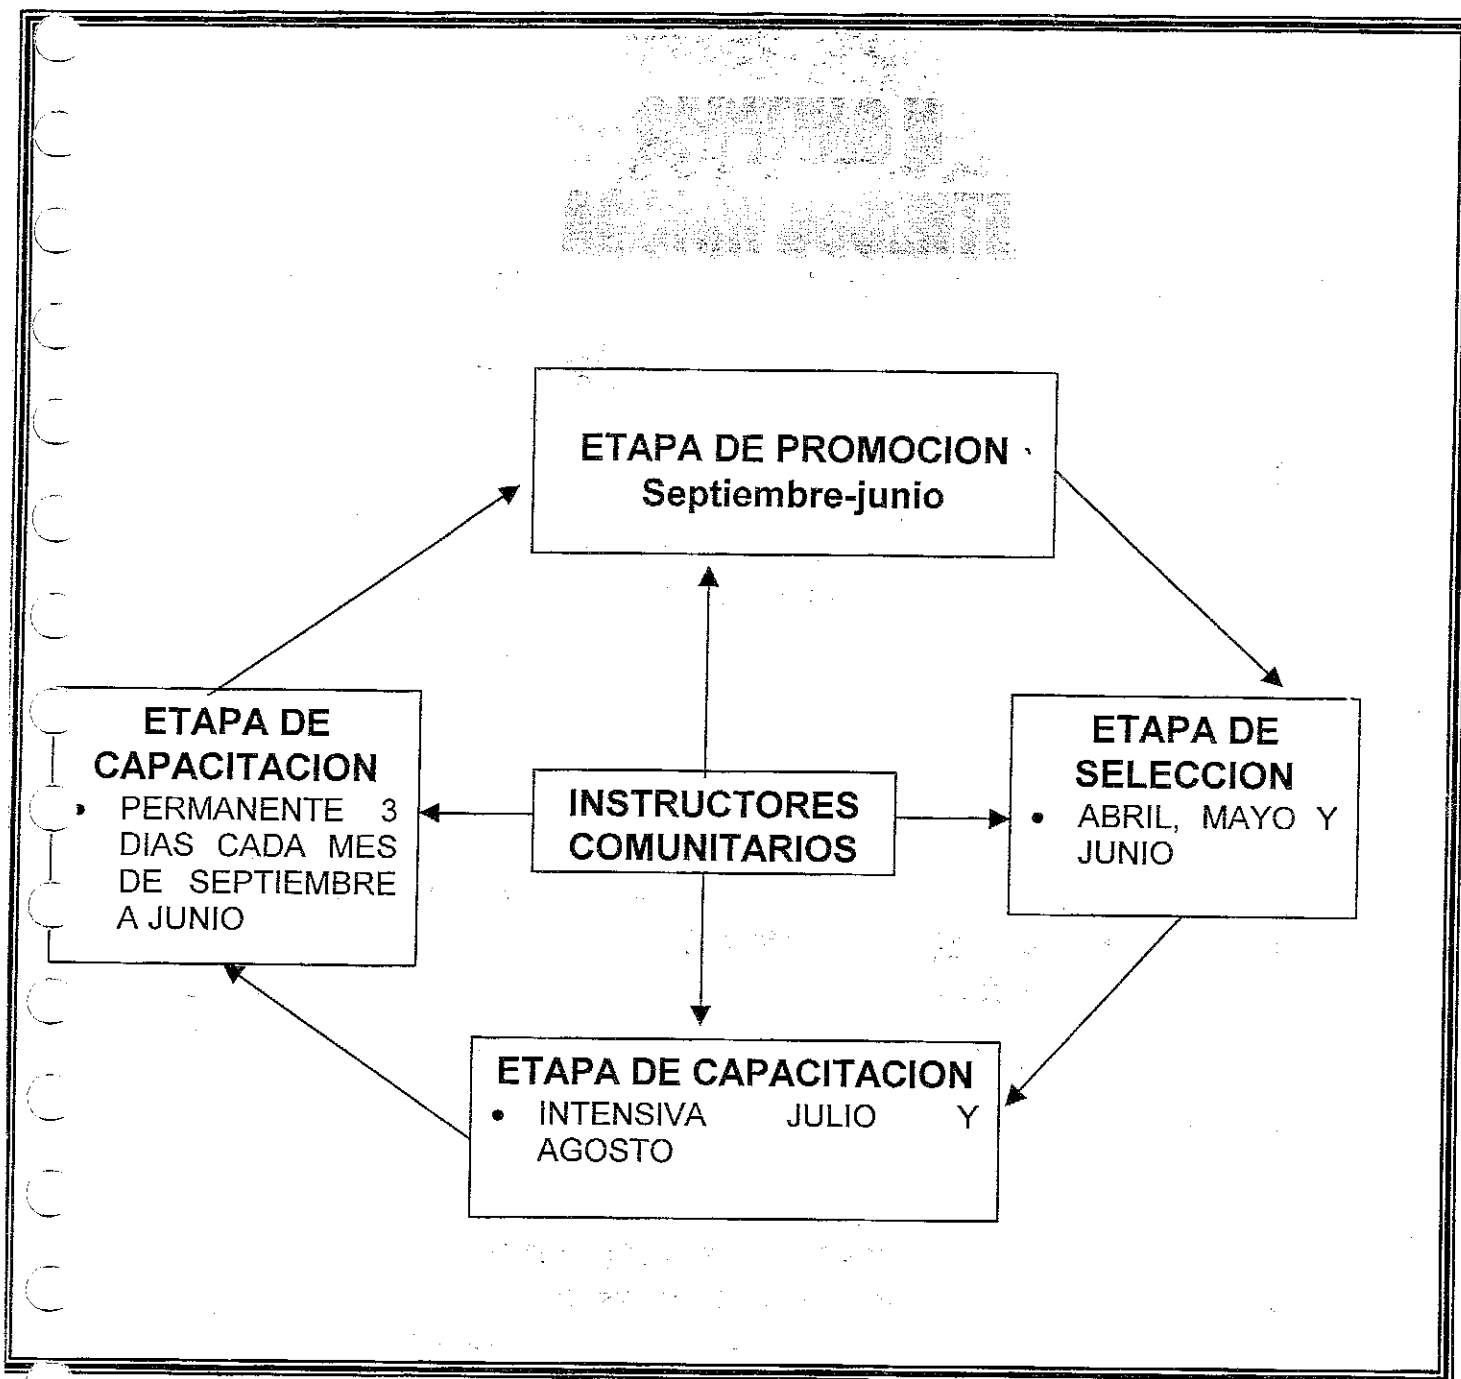 ETAPA DE PROMOCION
Septiembre-junio
ETAPA DE
CAPACITACION
• PERMANENTE 3
DIAS CADA MES
DE SEPTIEMBRE
A JUNIO
INSTRUCTORES
COMUNITARIOS
ETAPA DE
SELECCION
• ABRIL, MAYO Y
JUNIO
ETAPA DE CAPACITACION
• INTENSIVA JULIO Y
AGOSTO